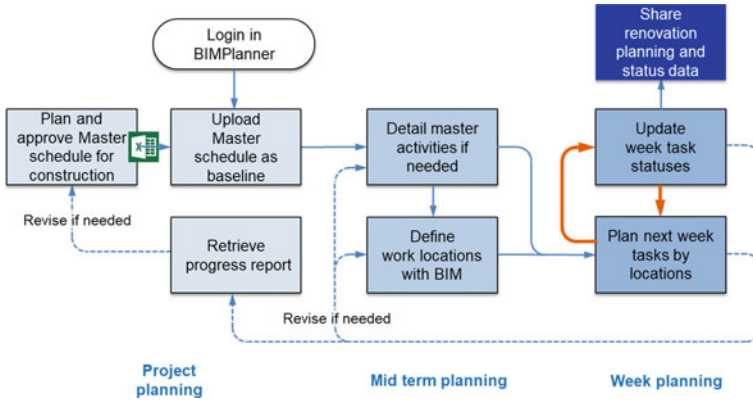 Login in
BIMPlanner
Share
renovation planning and
status data
Plan and
approve Master
schedule for
construction
X
Upload
Master
schedule as
baseline
Detail master
activities if
needed
Update
week task
statuses
Revise if needed
Retrieve
progress report
Define
work locations
with BIM
Plan next week
tasks by
locations
Revise if needed
Project
planning
Mid term planning
Week planning